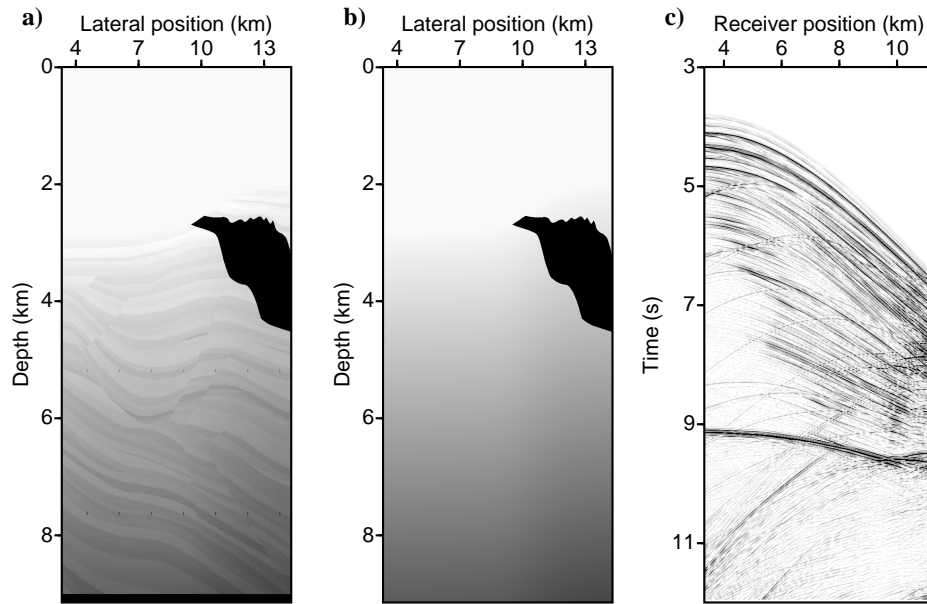 a)
Lateral position (km)
4 7 10 13
0
2
4
6
8
Depth (km)
b)
Lateral position (km)
4 7 10 13
0
2
4
6
8
Depth (km)
c)
Receiver position (km)
4 6 8 10
3
5
7
9
11
Time (s)